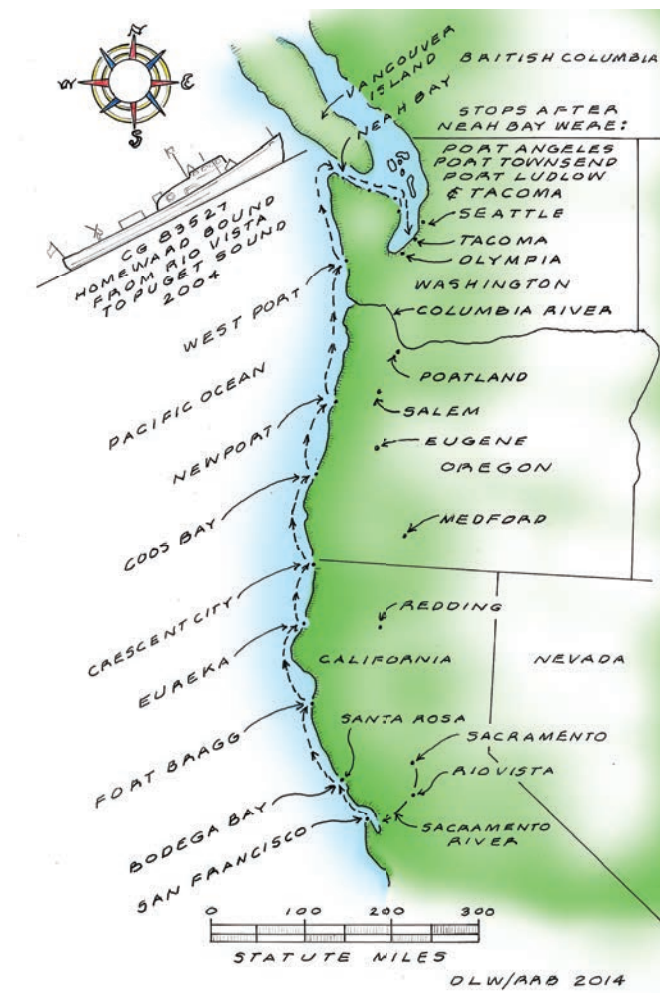 N
W
E
S
BRITISH COLUMBIA
VANCOUVER
ISLAND
NEAH BAY
STOPS AFTER
NEAH BAY WERE:
PORT ANGELES
PORT TOWNSEND
PORT LUDLOW
& TACOMA
SEATTLE
TACOMA
OLYMPIA
WASHINGTON
COLUMBIA RIVER
CG 83527
HOMEWARD BOUND
FROM RIO VISTA
TO PUGET SOUND
2004
WEST PORT
PACIFIC OCEAN
PORTLAND
SALEM
NEWPORT
EUGENE
OREGON
COOS BAY
MEDFORD
CRESCENT CITY
REDDING
EUREKA
CALIFORNIA
NEVADA
FORT BRAGG
SANTA ROSA
SACRAMENTO
RIO VISTA
BODEGA BAY
SAN FRANCISCO
SACRAMENTO
RIVER
0 100 200 300
STATUTE MILES
DLW/RRB 2014